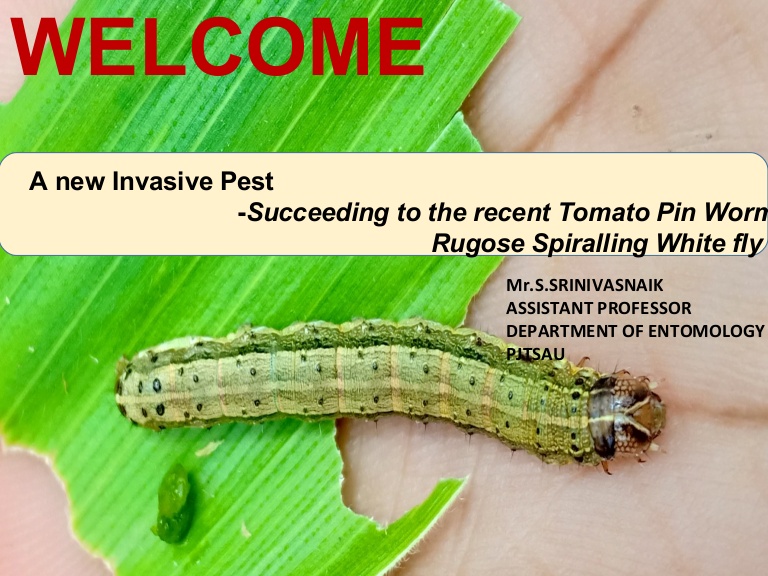 WELCOME
A new Invasive Pest
-Succeeding to the recent Tomato Pin Worm
Rugose Spiralling White fly
Mr.S.SRINIVASNAIK
ASSISTANT PROFESSOR
DEPARTMENT OF ENTOMOLOGY
PJTSAU